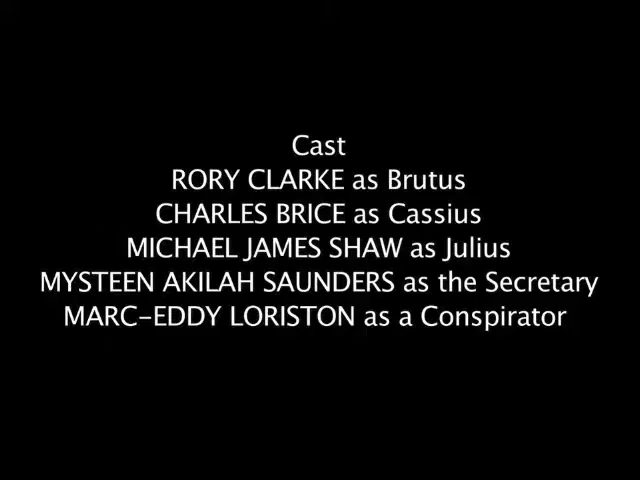 Cast
RORY CLARKE as Brutus
CHARLES BRICE as Cassius
MICHAEL JAMES SHAW as Julius
MYSTEEN AKILAH SAUNDERS as the Secretary
MARC-EDDY LORISTON as a Conspirator